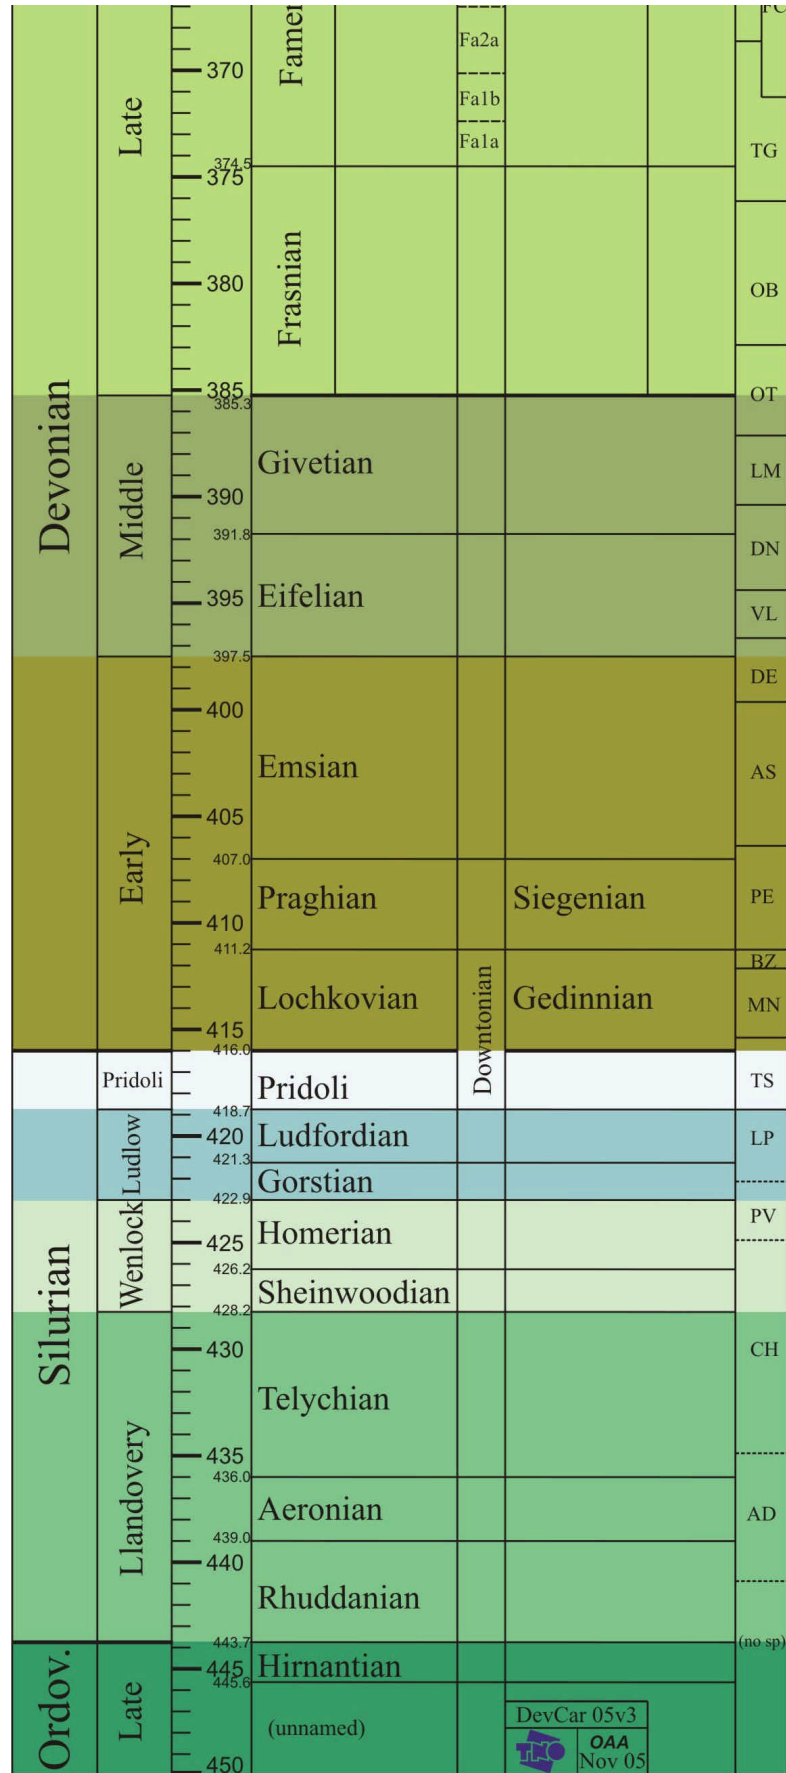 FC
Famen
Fa2a
370
Fa1b
Late
Fa1a
TG
374.5
375
Frasnian
380
OB
385
OT
385.3
Devonian
Middle
Givetian
LM
390
391.8
DN
395
Eifelian
VL
397.5
DE
400
Emsian
AS
405
407.0
Early
Praghian
Siegenian
PE
410
411.2
BZ
Lochkovian
Downtonian
Gedinnian
MN
415
416.0
Pridoli
Pridoli
TS
418.7
420
Ludlow
Ludfordian
LP
421.3
Gorstian
422.9
PV
Wenlock
425
Homerian
426.2
Sheinwoodian
428.2
Silurian
430
CH
Telychian
435
436.0
Llandovery
Aeronian
AD
439.0
440
Rhuddanian
443.7
(no sp)
Ordov.
Late
445
Hirnantian
445.6
(unnamed)
DevCar 05v3
TNO
OAA
Nov 05
450